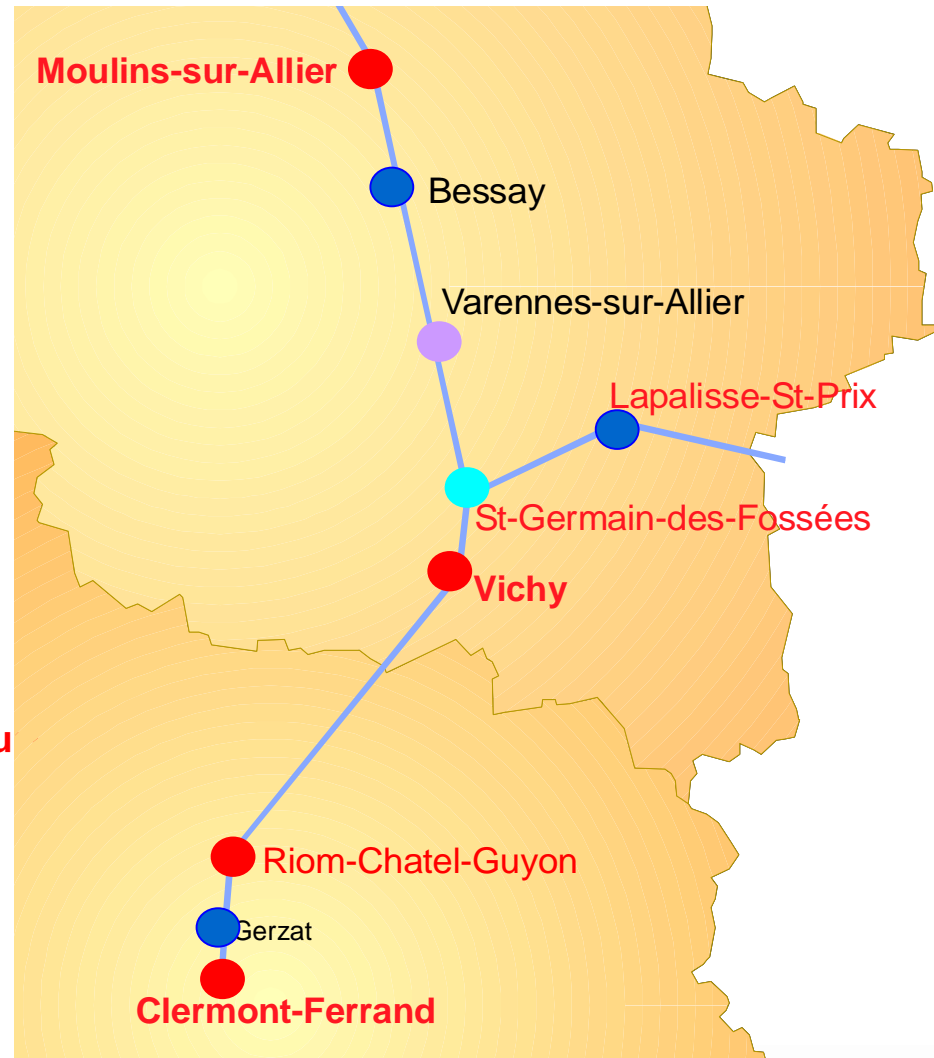 Moulins-sur-Allier
Bessay
Varennes-sur-Allier
Lapalisse-St-Prix
St-Germain-des-Fossées
Vichy
u
Riom-Chatel-Guyon
Gerzat
Clermont-Ferrand